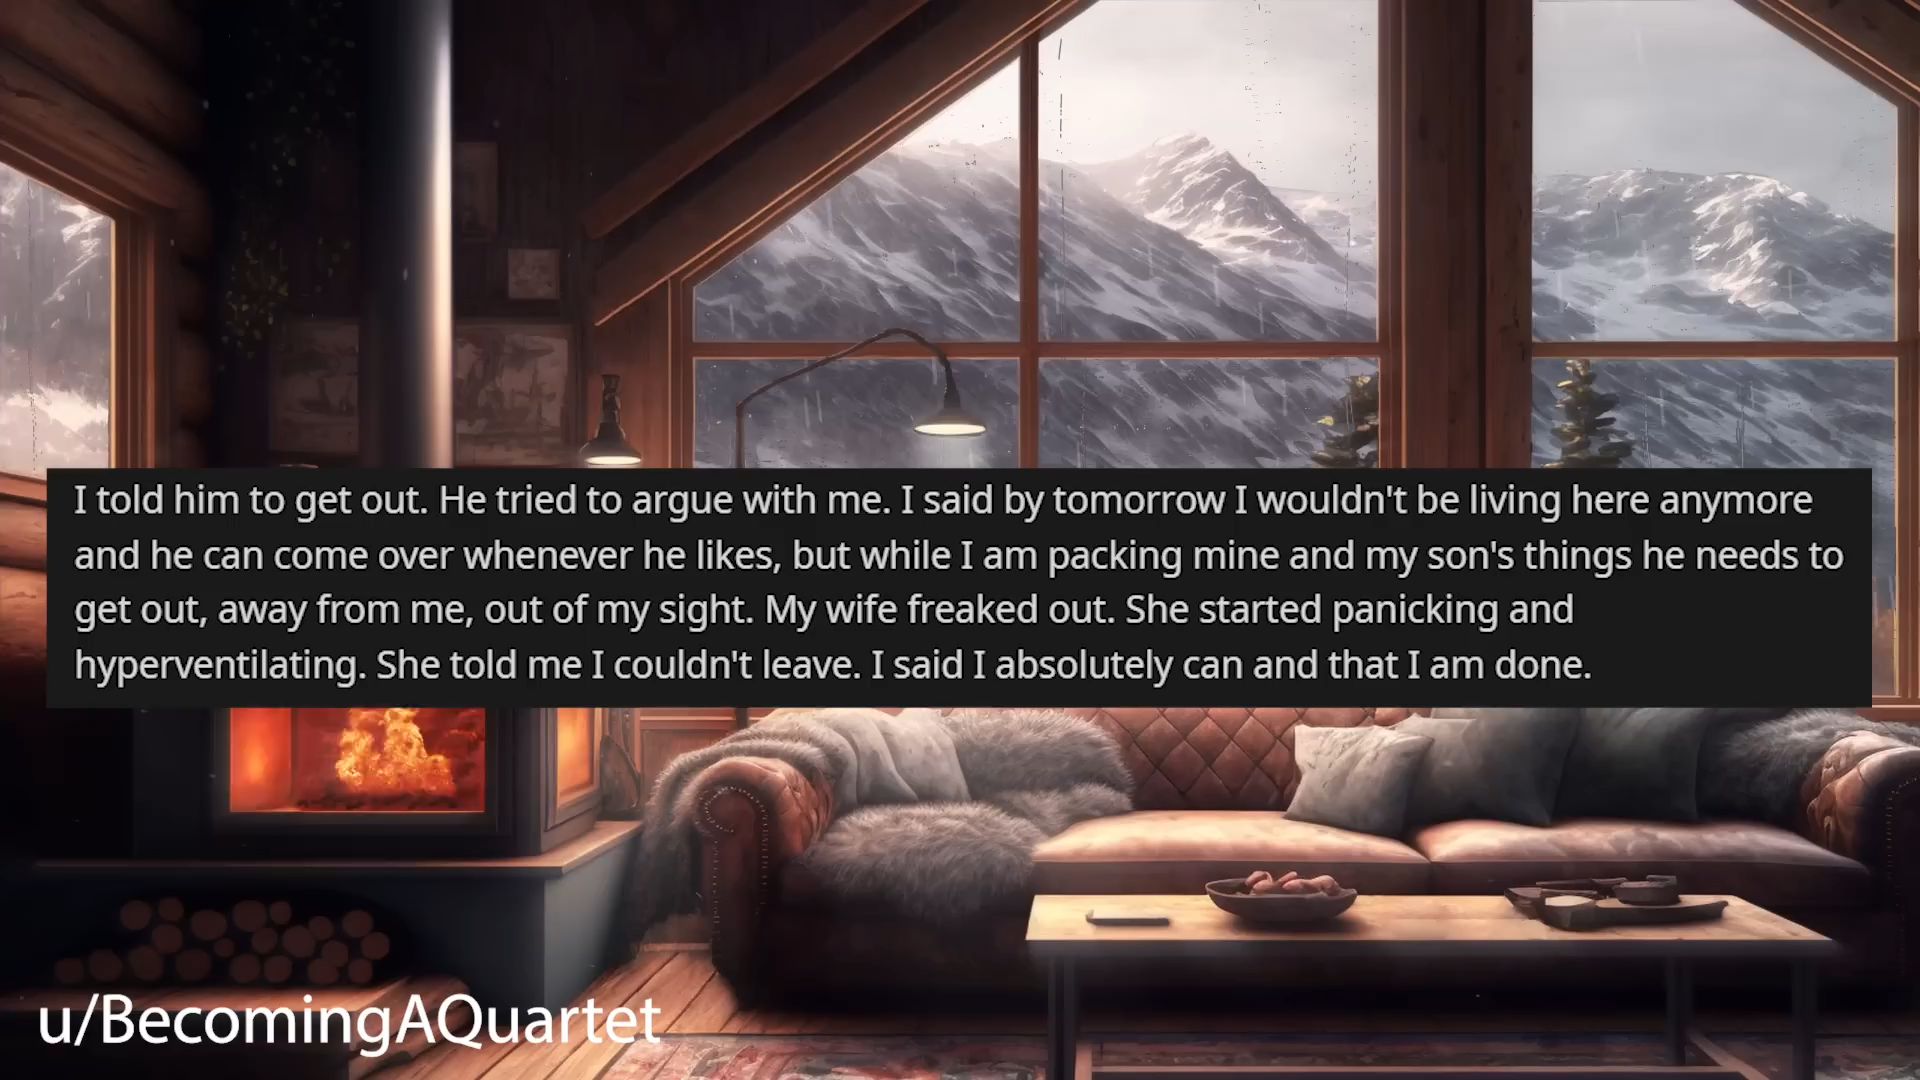 I told him to get out. He tried to argue with me. I said by tomorrow I wouldn't be living here anymore
and he can come over whenever he likes, but while I am packing mine and my son's things he needs to
get out, away from me, out of my sight. My wife freaked out. She started panicking and
hyperventilating. She told me I couldn't leave. I said I absolutely can and that I am done.
u/BecomingAQuartet